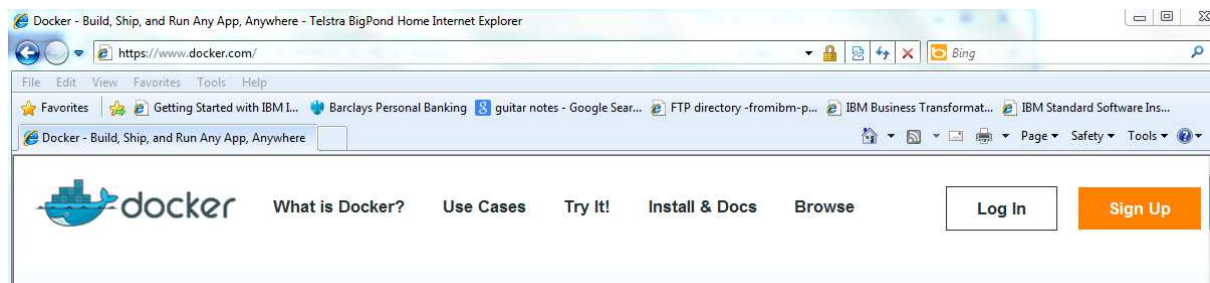 Docker - Build, Ship, and Run Any App, Anywhere - Telstra BigPond Home Internet Explorer
https://www.docker.com/ Bing
File Edit View Favorites Tools Help
Favorites Getting Started with IBM I... Barclays Personal Banking guitar notes - Google Sear... FTP directory -fromibm-p... IBM Business Transformat... IBM Standard Software Ins...
Docker - Build, Ship, and Run Any App, Anywhere Page Safety Tools
docker What is Docker? Use Cases Try It! Install & Docs Browse Log In Sign Up